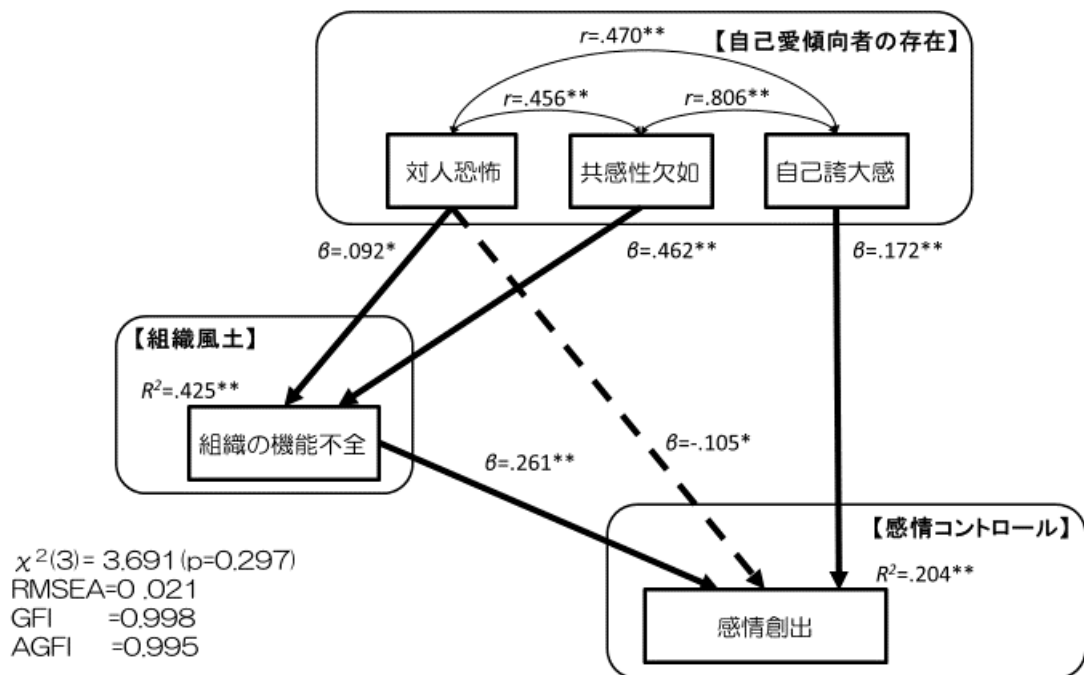 【自己愛傾向者の存在】
r=.470**
r=.456**
r=.806**
対人恐怖
共感性欠如
自己誇大感
β=.092*
β=.462**
β=.172**
【組織風土】
R²=.425**
組織の機能不全
β=.261**
β=-.105*
【感情コントロール】
R²=.204**
感情創出
χ²(3)= 3.691(p=0.297)
RMSEA=0 .021
GFI =0.998
AGFI =0.995